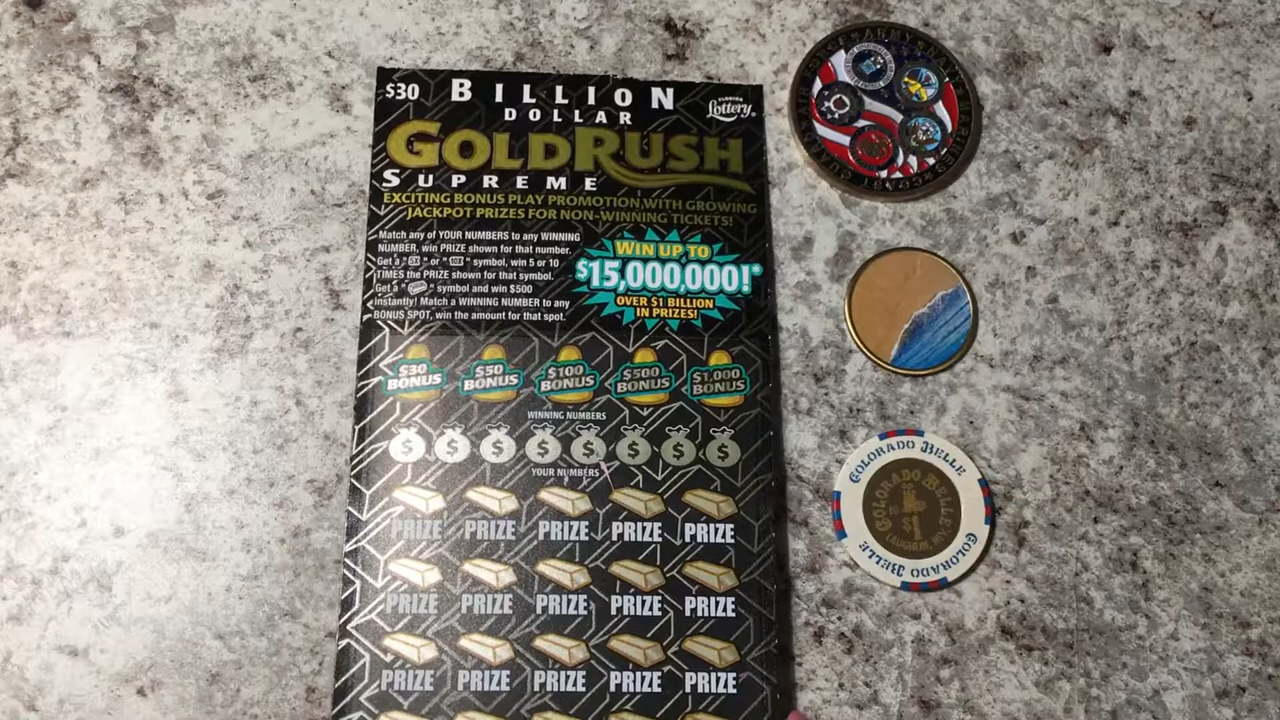 $30
BILLION
DOLLAR
FLORIDA
Lottery®
GOLDRUSH
SUPREME
EXCITING BONUS PLAY PROMOTION, WITH GROWING
JACKPOT PRIZES FOR NON-WINNING TICKETS!
Match any of YOUR NUMBERS to any WINNING
NUMBER, win PRIZE shown for that number.
Get a "5X" or "10X" symbol, win 5 or 10
TIMES the PRIZE shown for that symbol.
Get a " " symbol and win $500
instantly! Match a WINNING NUMBER to any
BONUS SPOT, win the amount for that spot.
WIN UP TO
$15,000,000!*
OVER $1 BILLION
IN PRIZES!
$30 BONUS $50 BONUS $100 BONUS $500 BONUS $1,000 BONUS
WINNING NUMBERS
$ $ $ $ $ $ $ $
YOUR NUMBERS
PRIZE PRIZE PRIZE PRIZE PRIZE
PRIZE PRIZE PRIZE PRIZE PRIZE
PRIZE PRIZE PRIZE PRIZE PRIZE
COLORADO BELLE
COLORADO BELLE
$1
LAUGHLIN, NV.
COLORADO BELLE